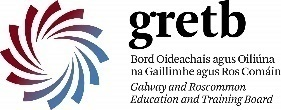 gretb
Bord Oideachais agus Oiliúna
na Gaillimhe agus Ros Comáin
Galway and Roscommon
Education and Training Board